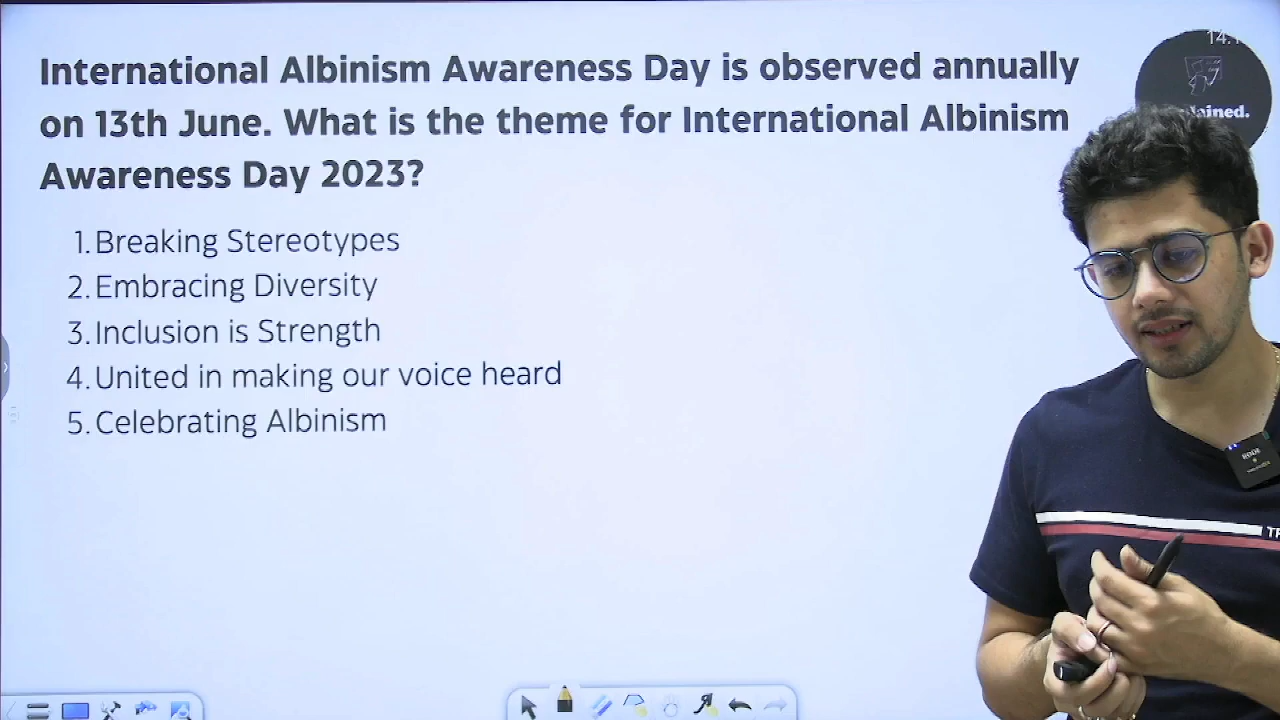 International Albinism Awareness Day is observed annually
on 13th June. What is the theme for International Albinism
Awareness Day 2023?
1. Breaking Stereotypes
2. Embracing Diversity
3. Inclusion is Strength
4. United in making our voice heard
5. Celebrating Albinism